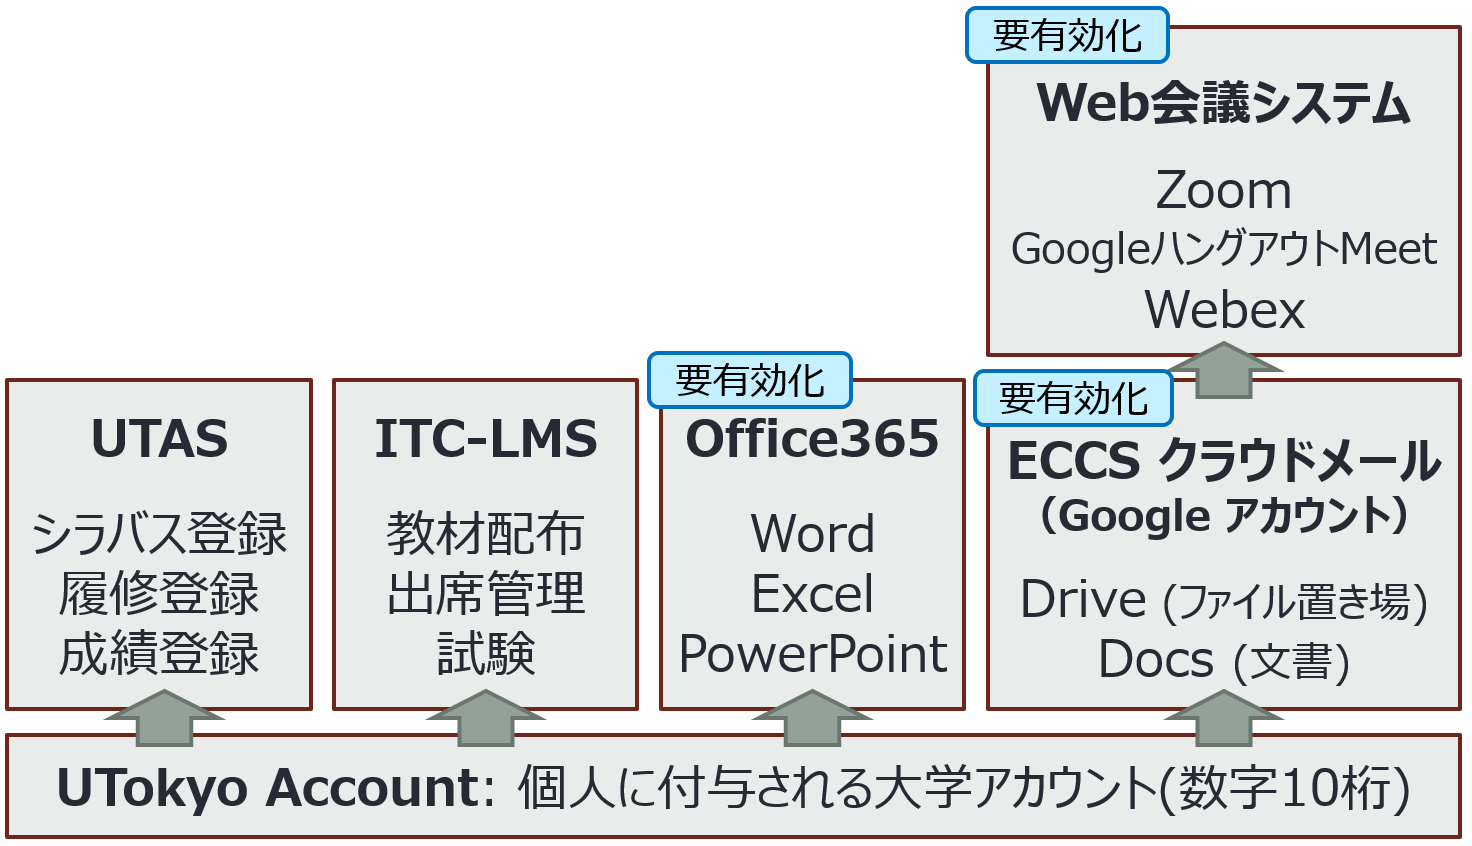 要有効化
Web会議システム
Zoom
GoogleハングアウトMeet
Webex
UTAS
シラバス登録
履修登録
成績登録
ITC-LMS
教材配布
出席管理
試験
要有効化
Office365
Word
Excel
PowerPoint
要有効化
ECCS クラウドメール
（Google アカウント）
Drive (ファイル置き場)
Docs (文書)
UTokyo Account: 個人に付与される大学アカウント(数字10桁)